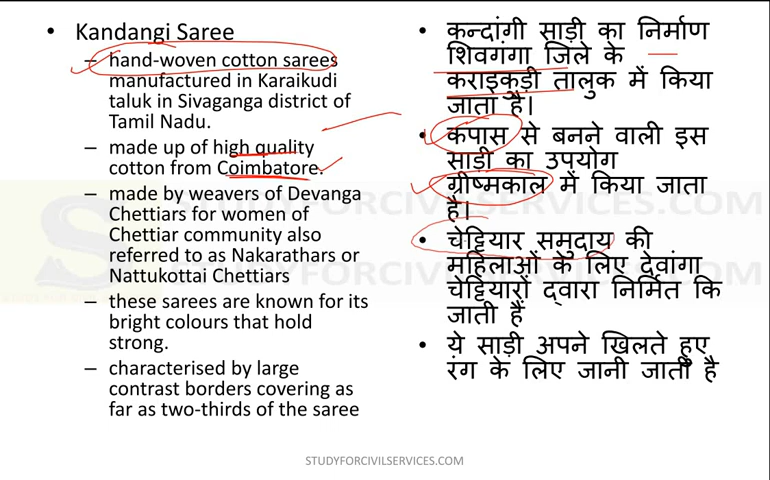 • Kandangi Saree
– hand-woven cotton sarees
manufactured in Karaikudi
taluk in Sivaganga district of
Tamil Nadu.
– made up of high quality
cotton from Coimbatore.
– made by weavers of Devanga
Chettiars for women of
Chettiar community also
referred to as Nakarathars or
Nattukottai Chettiars
– these sarees are known for its
bright colours that hold
strong.
– characterised by large
contrast borders covering as
far as two-thirds of the saree
• कन्दांगी साड़ी का निर्माण
शिवगंगा जिले के
कराइकुड़ी तालुक में किया
जाता है।
• कपास से बनने वाली इस
साड़ी का उपयोग
ग्रीष्मकाल में किया जाता
है।
• चेट्टियार समुदाय की
महिलाओं के लिए देवांगा
चेट्टियारों द्वारा निर्मित कि
जाती हैं
• ये साड़ी अपने खिलते हुए
रंग के लिए जानी जाती है
STUDYFORCIVILSERVICES.COM
STUDYFORCIVILSERVICES.COM
STUDYFORCIVILSERVICES.COM